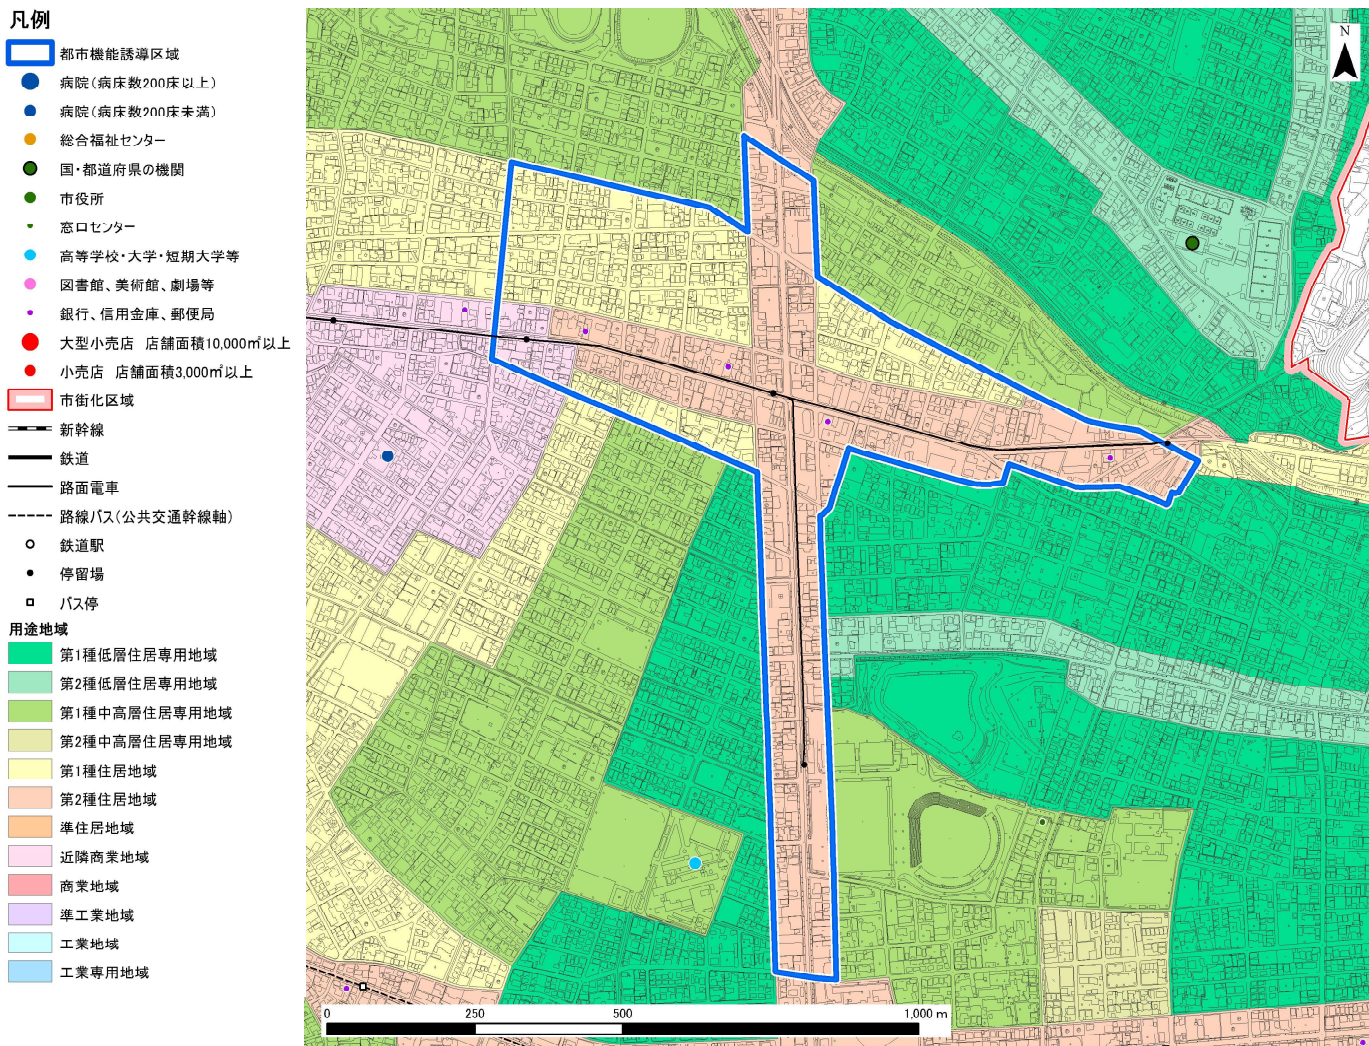 凡例
都市機能誘導区域
病院(病床数200床以上)
病院(病床数200床未満)
総合福祉センター
国・都道府県の機関
市役所
窓口センター
高等学校・大学・短期大学等
図書館、美術館、劇場等
銀行、信用金庫、郵便局
大型小売店 店舗面積10,000㎡以上
小売店 店舗面積3,000㎡以上
市街化区域
新幹線
鉄道
路面電車
路線バス(公共交通幹線軸)
鉄道駅
停留場
バス停
用途地域
第1種低層住居専用地域
第2種低層住居専用地域
第1種中高層住居専用地域
第2種中高層住居専用地域
第1種住居地域
第2種住居地域
準住居地域
近隣商業地域
商業地域
準工業地域
工業地域
工業専用地域
N
0 250 500 1,000 m